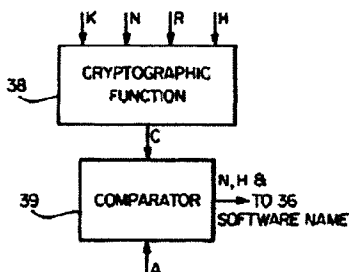 K N R H
38
CRYPTOGRAPHIC
FUNCTION
C
39
COMPARATOR
N, H &
TO 36
SOFTWARE NAME
A